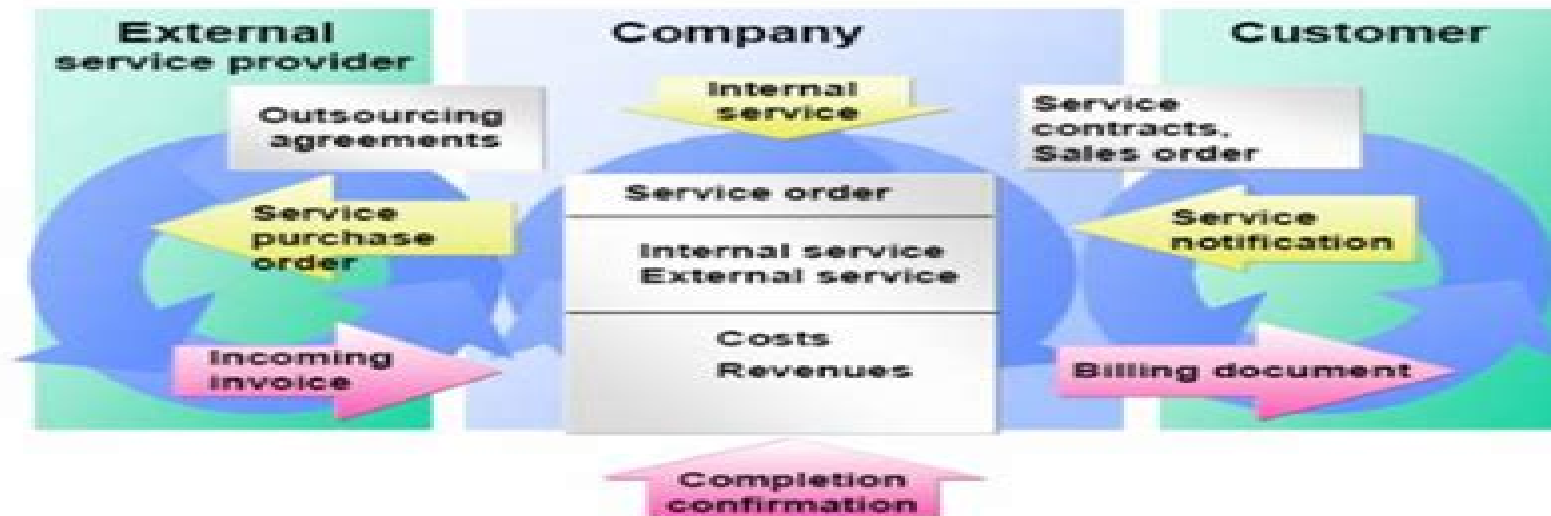 External
service provider
Company
Customer
Outsourcing
agreements
Internal
service
Service
contracts,
Sales order
Service
purchase
order
Service order
Internal service
External service
Costs
Revenues
Service
notification
Incoming
invoice
Billing document
Completion
confirmation